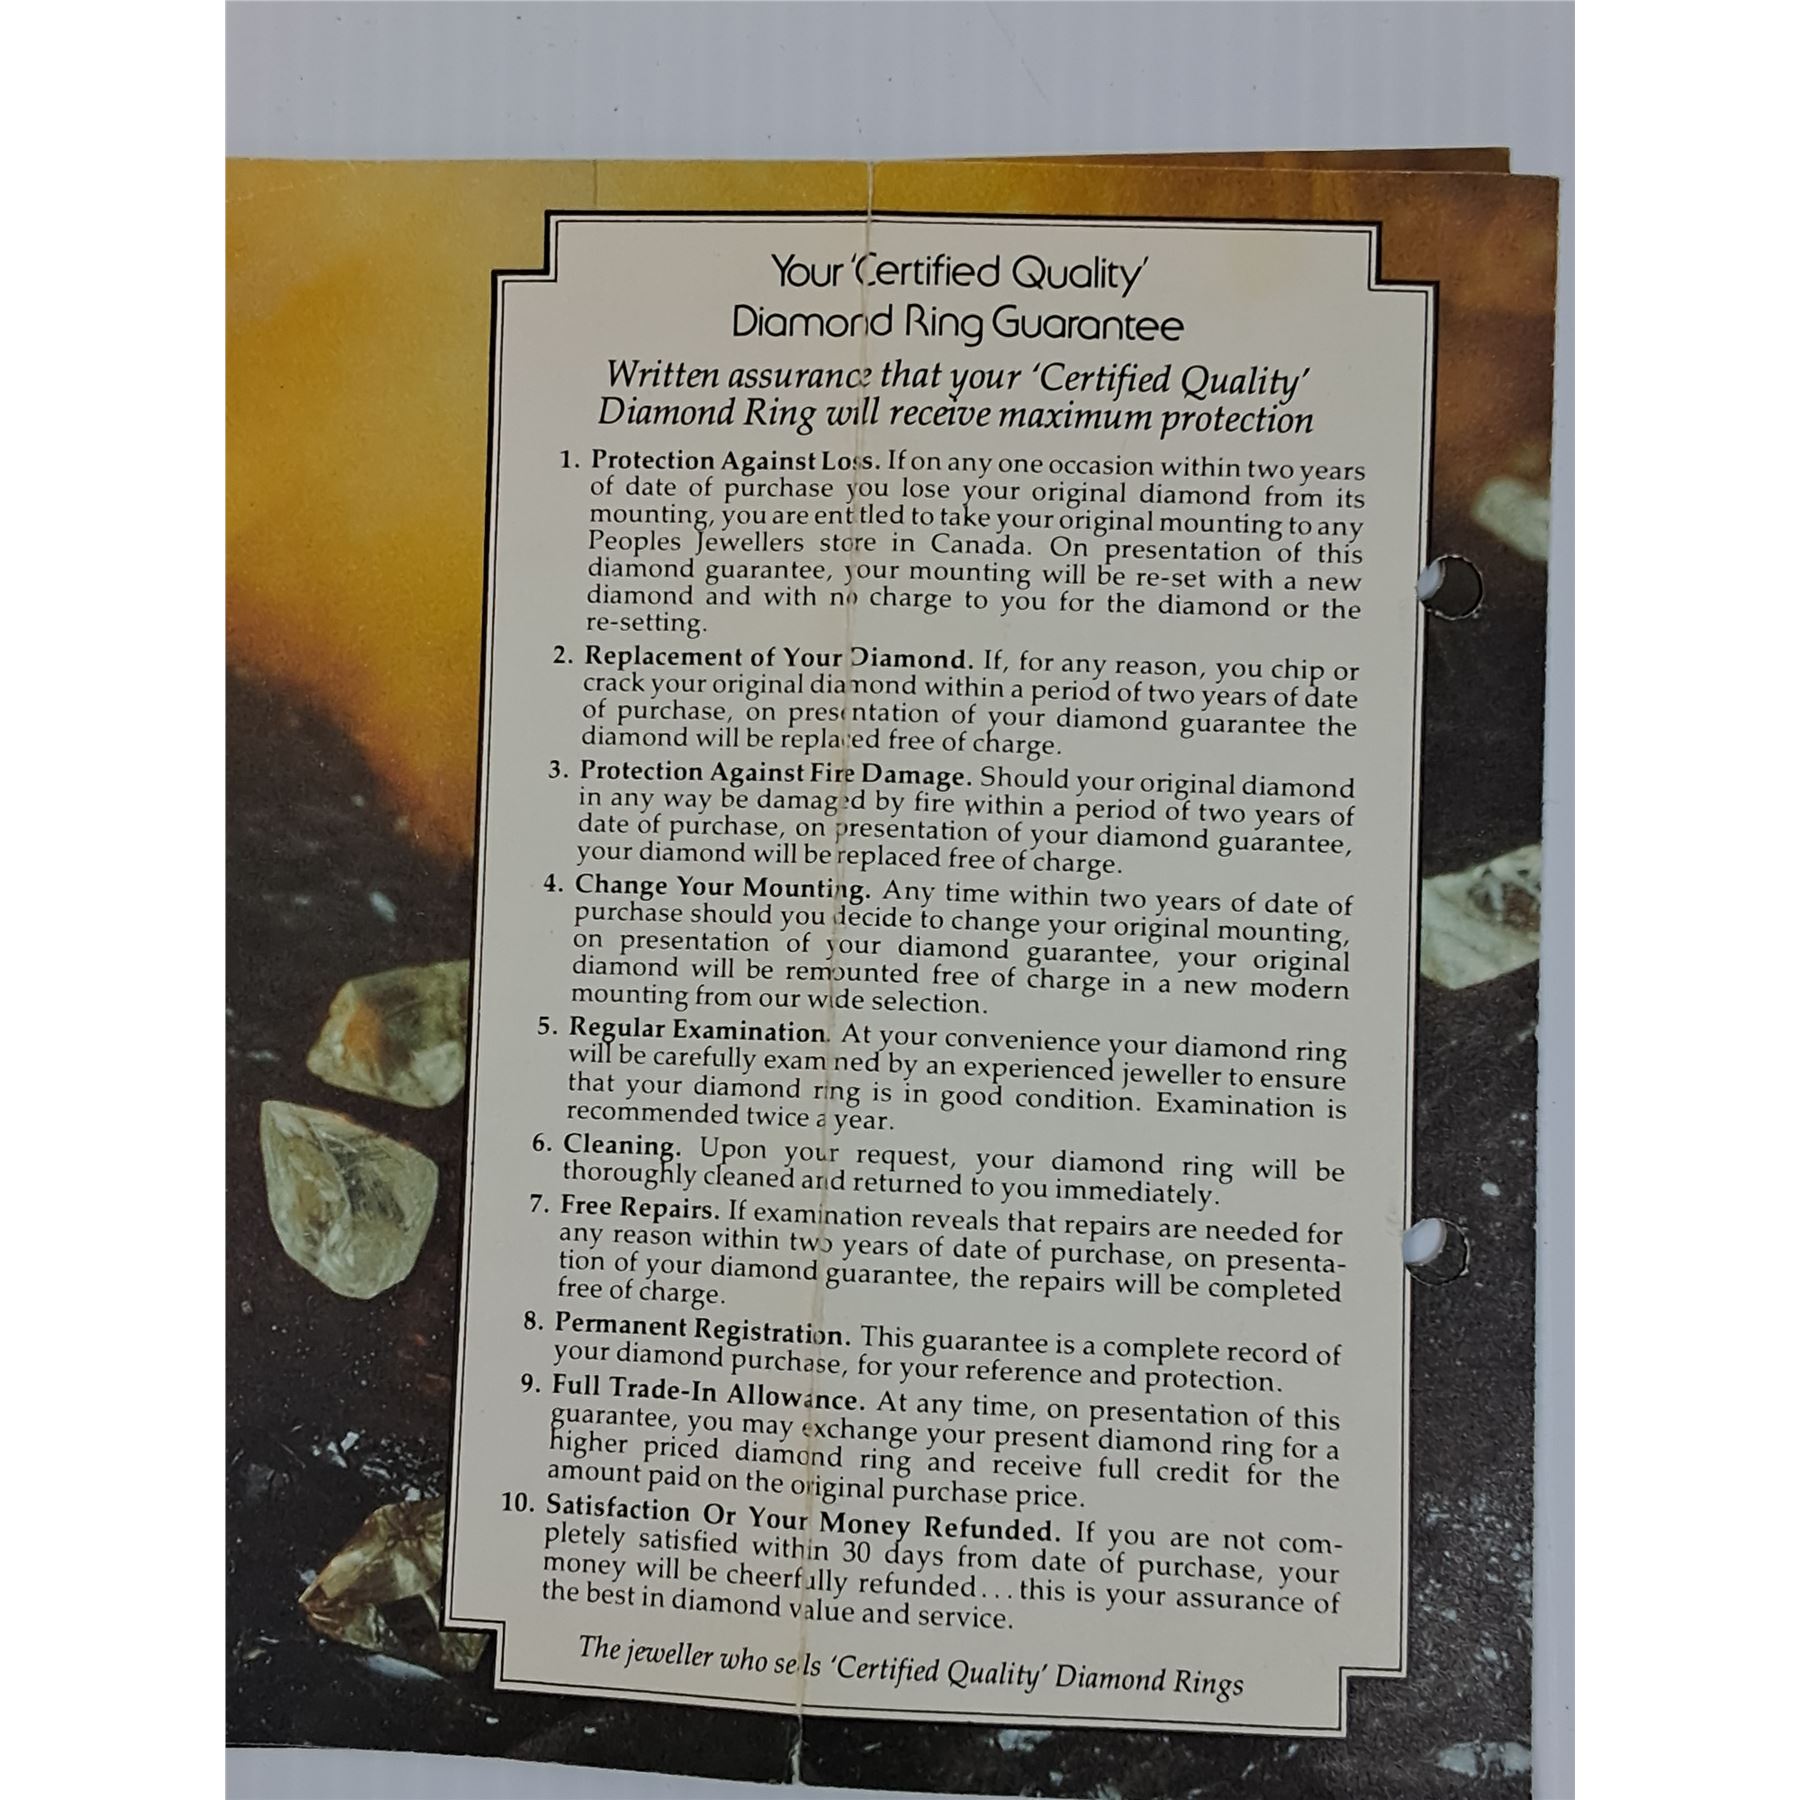 Your 'Certified Quality'
Diamond Ring Guarantee
Written assurance that your 'Certified Quality'
Diamond Ring will receive maximum protection
1. Protection Against Loss. If on any one occasion within two years
of date of purchase you lose your original diamond from its
mounting, you are entitled to take your original mounting to any
Peoples Jewellers store in Canada. On presentation of this
diamond guarantee, your mounting will be re-set with a new
diamond and with no charge to you for the diamond or the
re-setting.
2. Replacement of Your Diamond. If, for any reason, you chip or
crack your original diamond within a period of two years of date
of purchase, on presentation of your diamond guarantee the
diamond will be replaced free of charge.
3. Protection Against Fire Damage. Should your original diamond
in any way be damaged by fire within a period of two years of
date of purchase, on presentation of your diamond guarantee,
your diamond will be replaced free of charge.
4. Change Your Mounting. Any time within two years of date of
purchase should you decide to change your original mounting,
on presentation of your diamond guarantee, your original
diamond will be remounted free of charge in a new modern
mounting from our wide selection.
5. Regular Examination. At your convenience your diamond ring
will be carefully examined by an experienced jeweller to ensure
that your diamond ring is in good condition. Examination is
recommended twice a year.
6. Cleaning. Upon your request, your diamond ring will be
thoroughly cleaned and returned to you immediately.
7. Free Repairs. If examination reveals that repairs are needed for
any reason within two years of date of purchase, on presenta-
tion of your diamond guarantee, the repairs will be completed
free of charge.
8. Permanent Registration. This guarantee is a complete record of
your diamond purchase, for your reference and protection.
9. Full Trade-In Allowance. At any time, on presentation of this
guarantee, you may exchange your present diamond ring for a
higher priced diamond ring and receive full credit for the
amount paid on the original purchase price.
10. Satisfaction Or Your Money Refunded. If you are not com-
pletely satisfied within 30 days from date of purchase, your
money will be cheerfully refunded...this is your assurance of
the best in diamond value and service.
The jeweller who sells 'Certified Quality' Diamond Rings